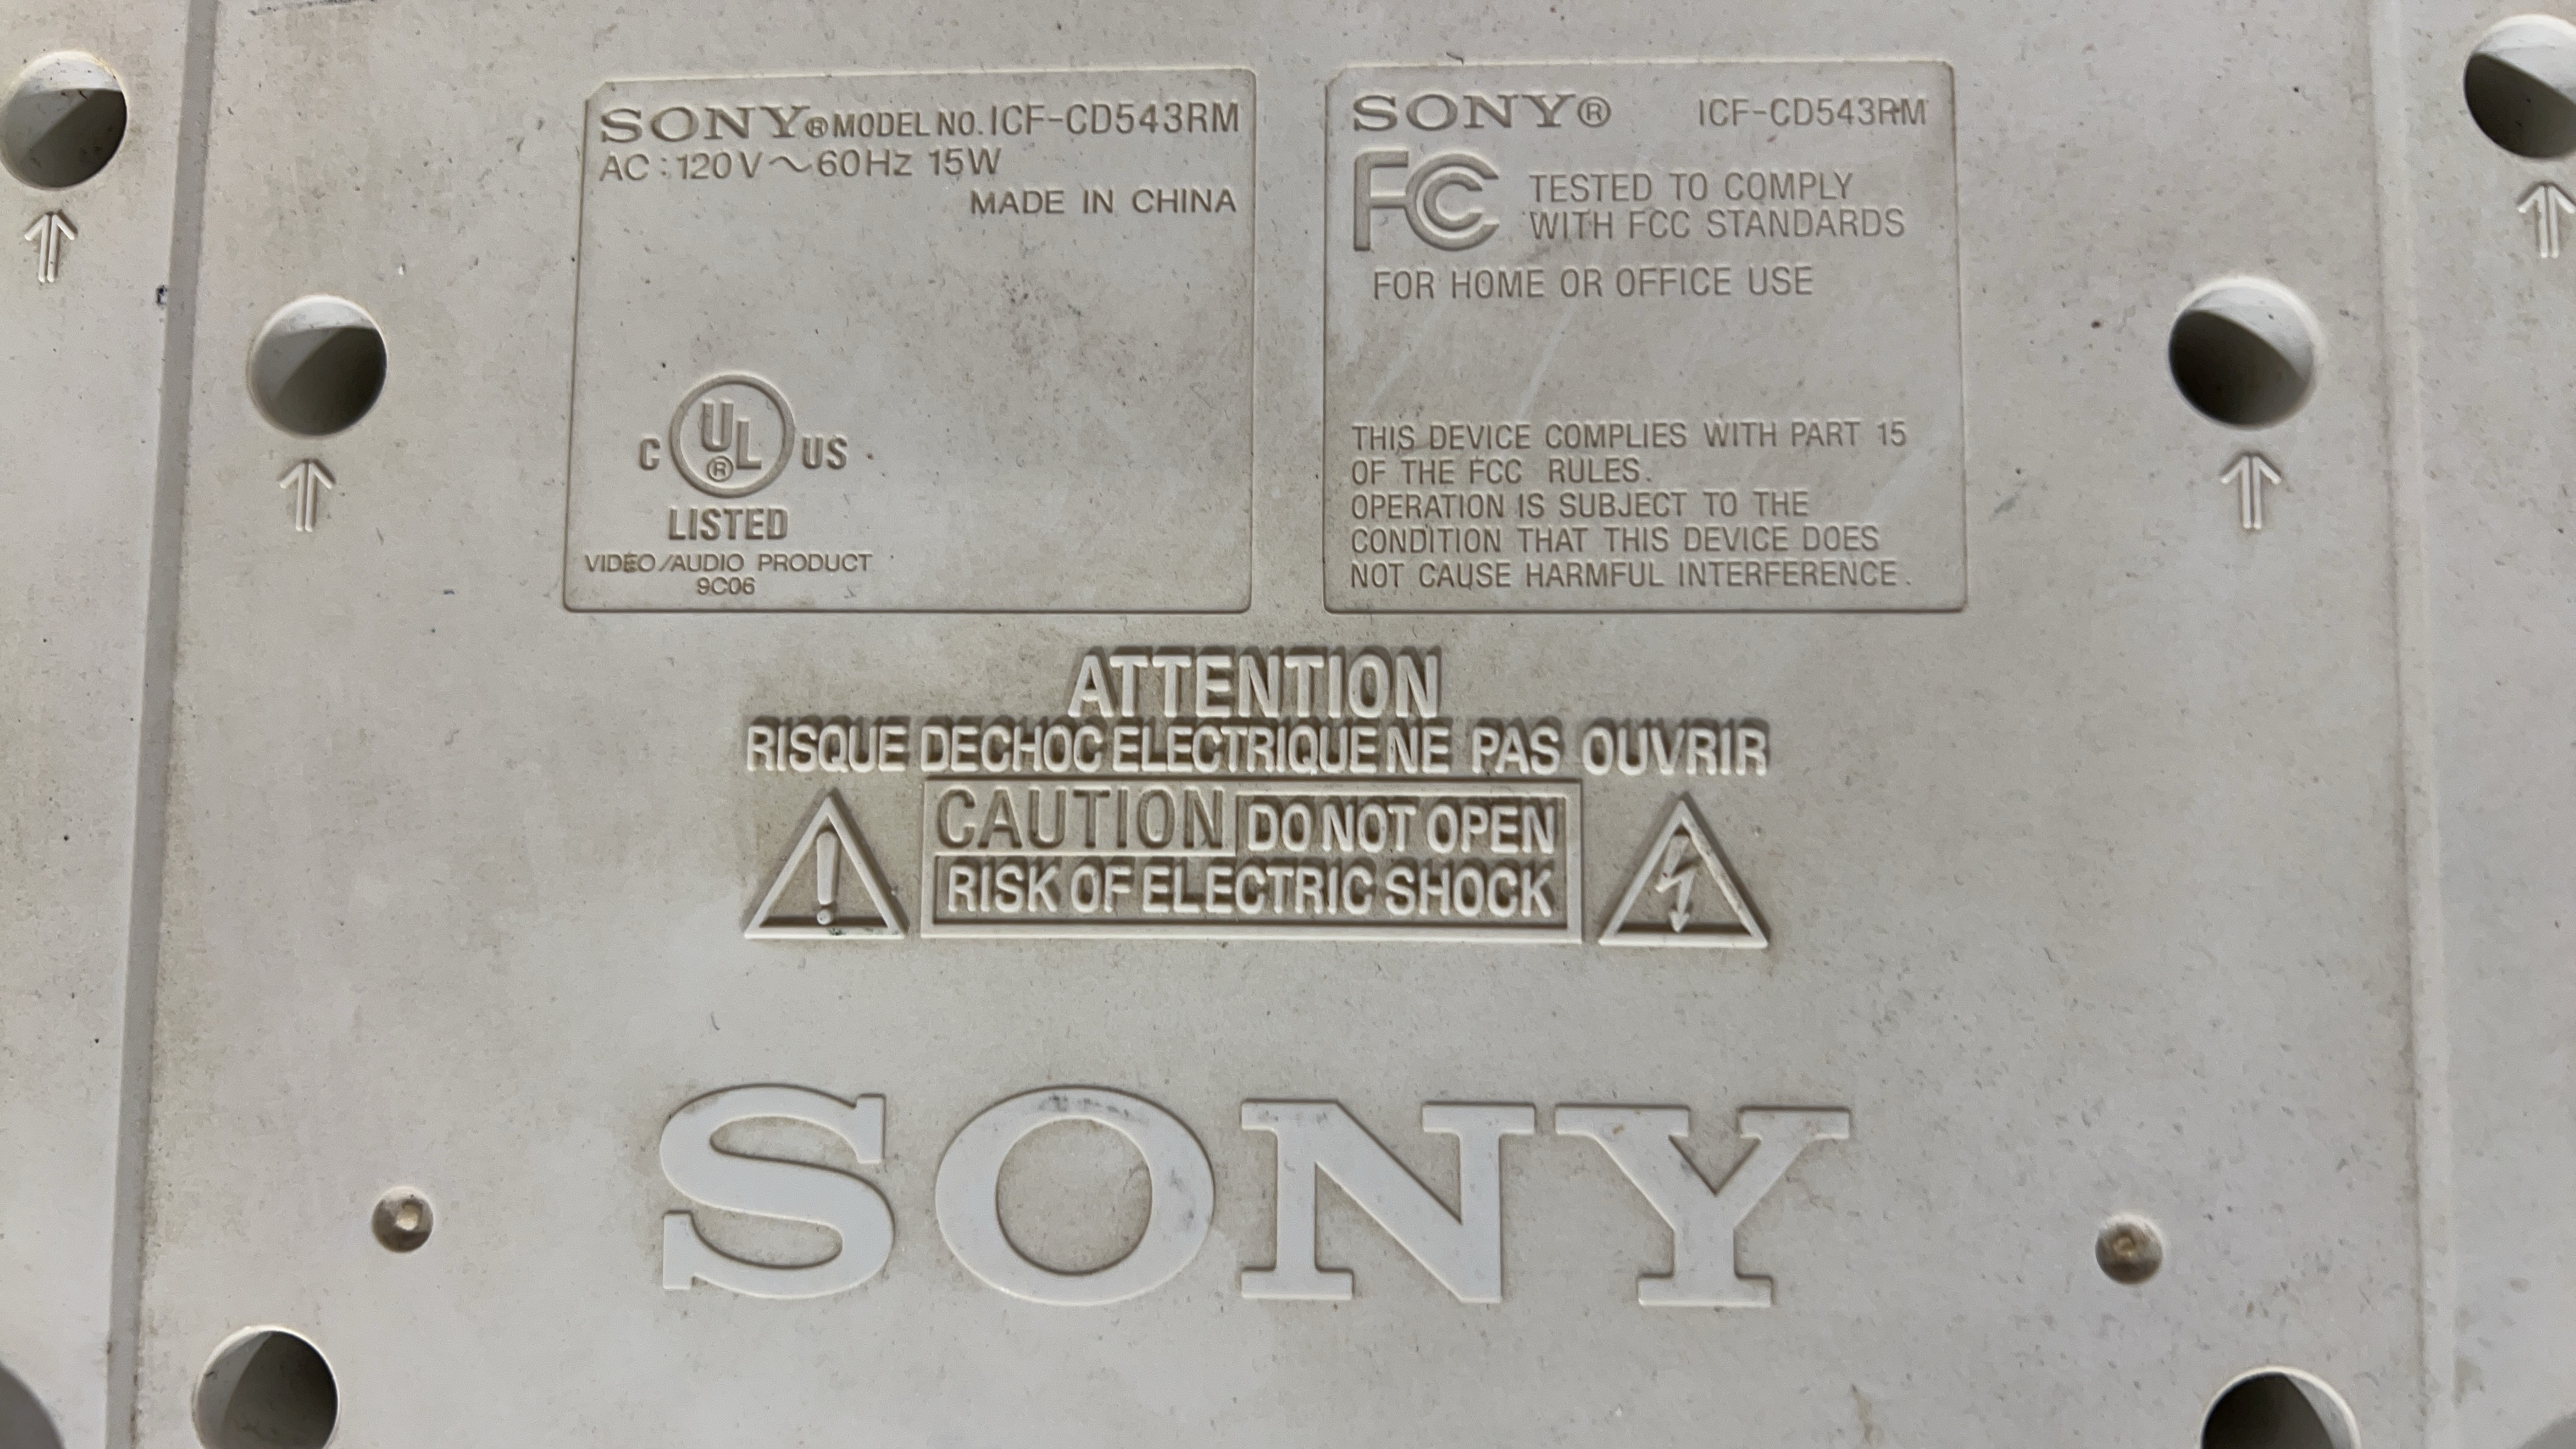 SONY® MODEL NO. ICF-CD543RM
AC : 120V ~ 60Hz 15W
MADE IN CHINA
C UL® US
LISTED
VIDEO/AUDIO PRODUCT
9C06
SONY® ICF-CD543RM
FC TESTED TO COMPLY
WITH FCC STANDARDS
FOR HOME OR OFFICE USE
THIS DEVICE COMPLIES WITH PART 15
OF THE FCC RULES.
OPERATION IS SUBJECT TO THE
CONDITION THAT THIS DEVICE DOES
NOT CAUSE HARMFUL INTERFERENCE.
ATTENTION
RISQUE DECHOC ELECTRIQUE NE PAS OUVRIR
CAUTION DO NOT OPEN
RISK OF ELECTRIC SHOCK
SONY